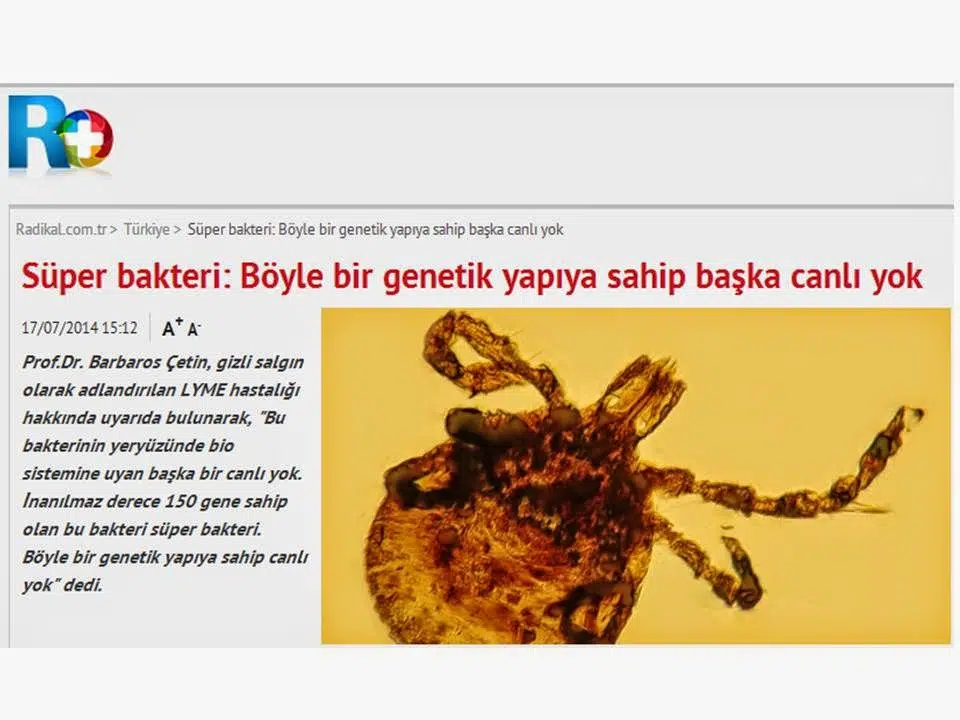 R+
Radikal.com.tr > Türkiye > Süper bakteri: Böyle bir genetik yapıya sahip başka canlı yok
Süper bakteri: Böyle bir genetik yapıya sahip başka canlı yok
17/07/2014 15:12 A+ A-
Prof.Dr. Barbaros Çetin, gizli salgın
olarak adlandırılan LYME hastalığı
hakkında uyarıda bulunarak, "Bu
bakterinin yeryüzünde bio
sistemine uyan başka bir canlı yok.
İnanılmaz derece 150 gene sahip
olan bu bakteri süper bakteri.
Böyle bir genetik yapıya sahip canlı
yok" dedi.